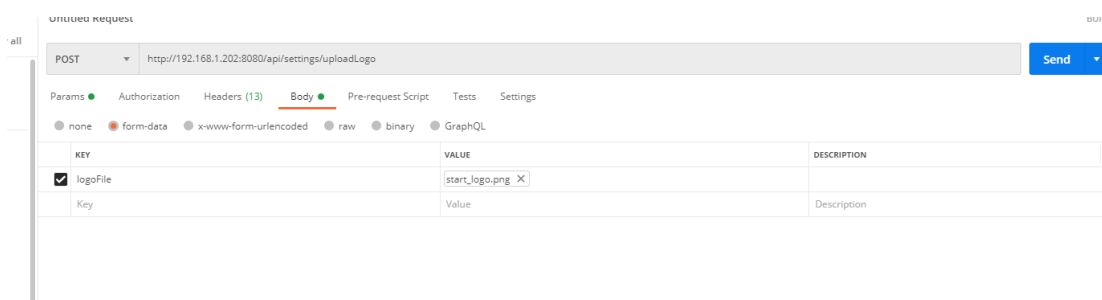 Untitled Request
all
POST http://192.168.1.202:8080/api/settings/uploadLogo Send
Params Authorization Headers (13) Body Pre-request Script Tests Settings
none form-data x-www-form-urlencoded raw binary GraphQL
KEY VALUE DESCRIPTION
logoFile start_logo.png
Key Value Description